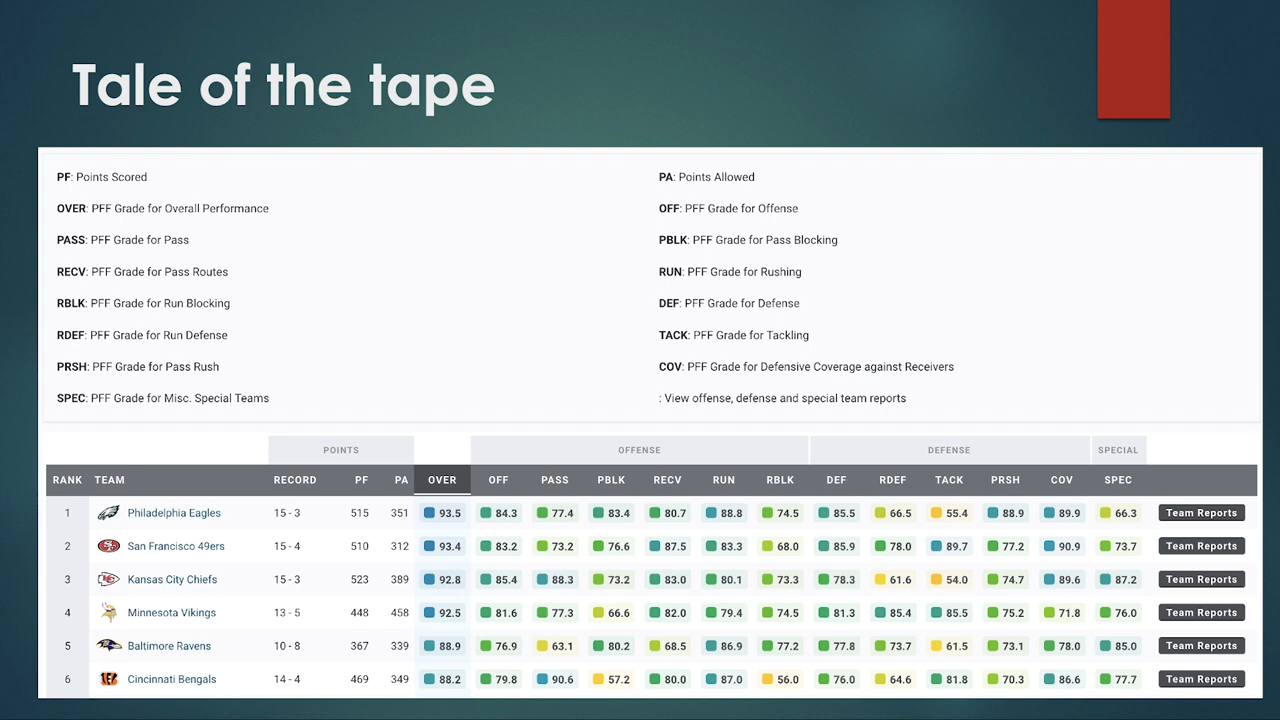 Tale of the tape
PF: Points Scored
PA: Points Allowed
OVER: PFF Grade for Overall Performance
OFF: PFF Grade for Offense
PASS: PFF Grade for Pass
PBLK: PFF Grade for Pass Blocking
RECV: PFF Grade for Pass Routes
RUN: PFF Grade for Rushing
RBLK: PFF Grade for Run Blocking
DEF: PFF Grade for Defense
RDEF: PFF Grade for Run Defense
TACK: PFF Grade for Tackling
PRSH: PFF Grade for Pass Rush
COV: PFF Grade for Defensive Coverage against Receivers
SPEC: PFF Grade for Misc. Special Teams
: View offense, defense and special team reports
POINTS OFFENSE DEFENSE SPECIAL
RANK TEAM RECORD PF PA OVER OFF PASS PBLK RECV RUN RBLK DEF RDEF TACK PRSH COV SPEC
1 Philadelphia Eagles 15 - 3 515 351 93.5 84.3 77.4 83.4 80.7 88.8 74.5 85.5 66.5 55.4 88.9 89.9 66.3 Team Reports
2 San Francisco 49ers 15 - 4 510 312 93.4 83.2 73.2 76.6 87.5 83.3 68.0 85.9 78.0 89.7 77.2 90.9 73.7 Team Reports
3 Kansas City Chiefs 15 - 3 523 389 92.8 85.4 88.3 73.2 83.0 80.1 73.3 78.3 61.6 54.0 74.7 89.6 87.2 Team Reports
4 Minnesota Vikings 13 - 5 448 458 92.5 81.6 77.3 66.6 82.0 79.4 74.5 81.3 85.4 85.5 75.2 71.8 76.0 Team Reports
5 Baltimore Ravens 10 - 8 367 339 88.9 76.9 63.1 80.2 68.5 86.9 77.2 77.8 73.7 61.5 73.1 78.0 85.0 Team Reports
6 Cincinnati Bengals 14 - 4 469 349 88.2 79.8 90.6 57.2 80.0 87.0 56.0 76.0 64.6 81.8 70.3 86.6 77.7 Team Reports